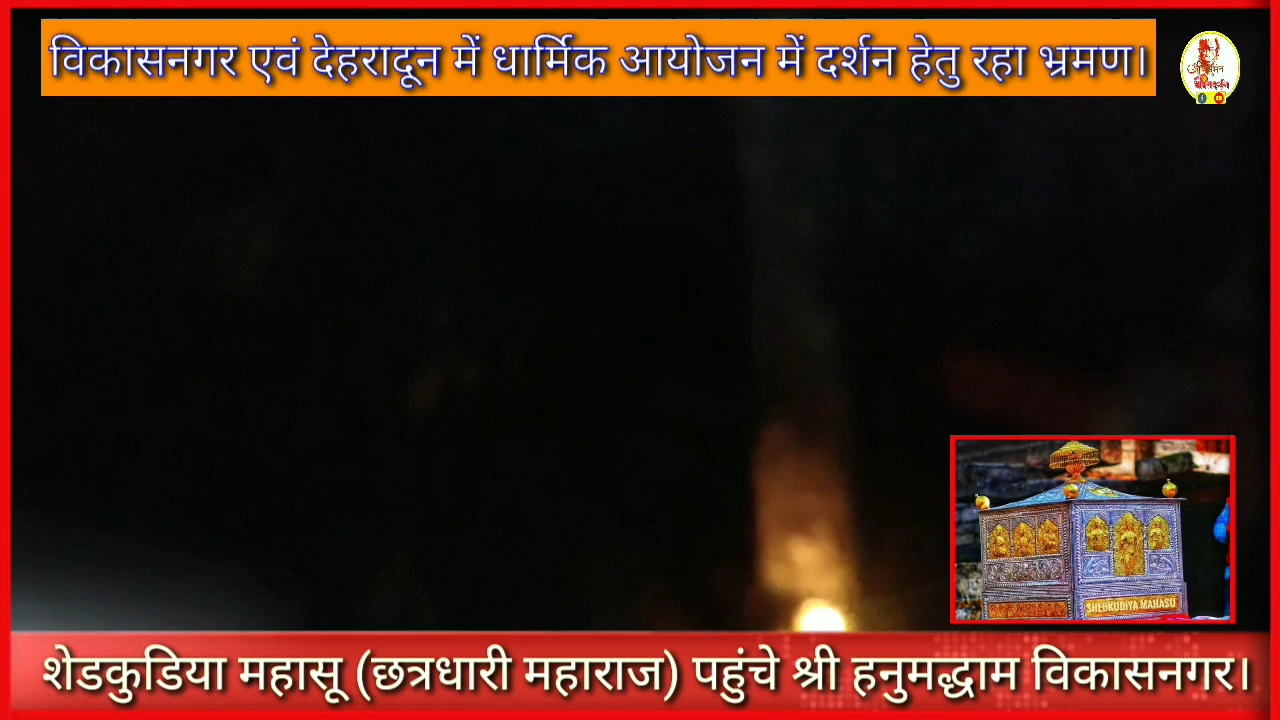 विकासनगर एवं देहरादून में धार्मिक आयोजन में दर्शन हेतु रहा भ्रमण।
SHEDKUDIYA MAHASU
शेडकुडिया महासू (छत्रधारी महाराज) पहुंचे श्री हनुमद्धाम विकासनगर।